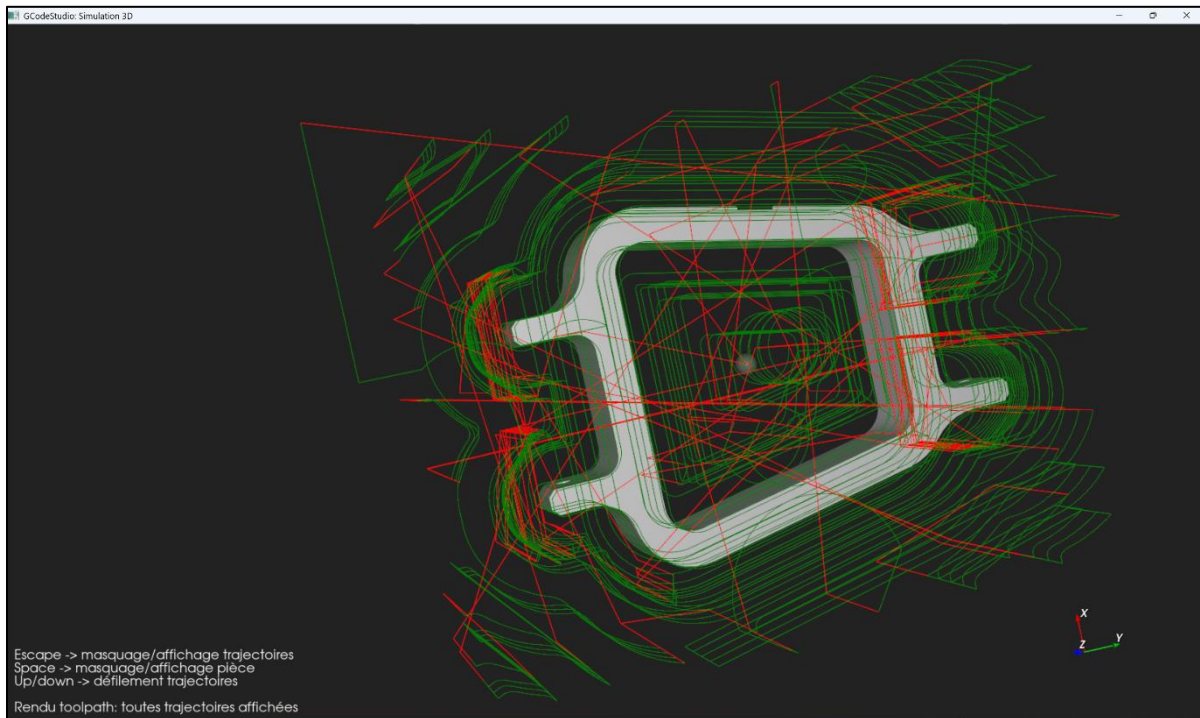 GCodeStudio: Simulation 3D
Escape -> masquage/affichage trajectoires
Space -> masquage/affichage pièce
Up/down -> défilement trajectoires
Rendu toolpath: toutes trajectoires affichées
X
Y
Z